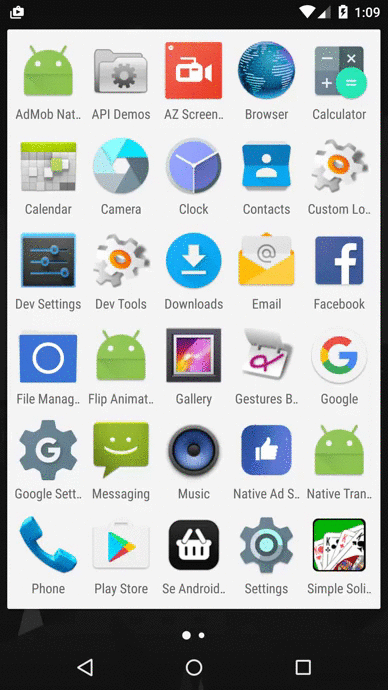 1:09
AdMob Nat..
API Demos
AZ Screen..
Browser
Calculator
Calendar
Camera
Clock
Contacts
Custom Lo..
Dev Settings
Dev Tools
Downloads
Email
Facebook
File Manag..
Flip Animat..
Gallery
Gestures B..
Google
Google Sett..
Messaging
Music
Native Ad S..
Native Tran..
Phone
Play Store
Se Android..
Settings
Simple Soli..